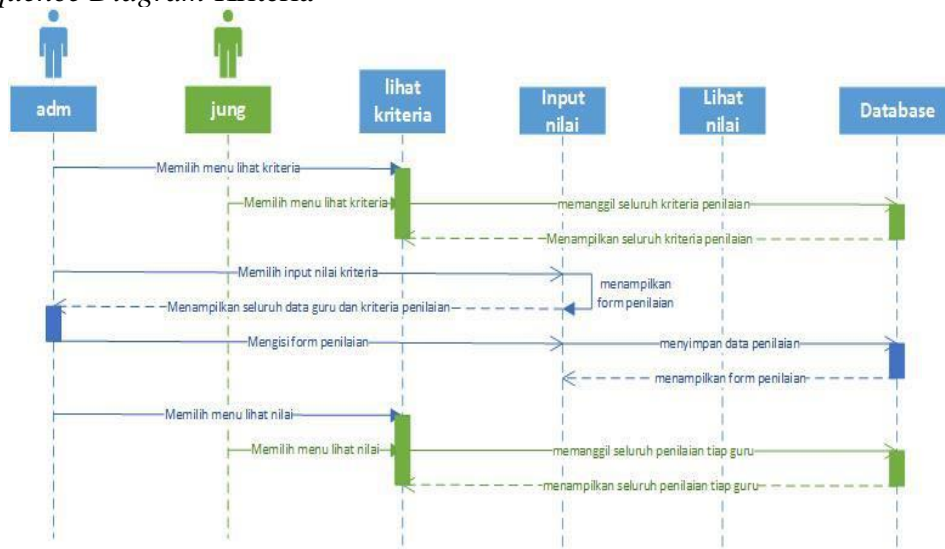 quence Diagram Kriteria
adm
jung
lihat
kriteria
Input
nilai
Lihat
nilai
Database
Memilih menu lihat kriteria
Memilih menu lihat kriteria
memanggil seluruh kriteria penilaian
Menampilkan seluruh kriteria penilaian
Memilih input nilai kriteria
menampilkan
form penilaian
Menampilkan seluruh data guru dan kriteria penilaian
Mengisi form penilaian
menyimpan data penilaian
menampilkan form penilaian
Memilih menu lihat nilai
Memilih menu lihat nilai
memanggil seluruh penilaian tiap guru
menampilkan seluruh penilaian tiap guru